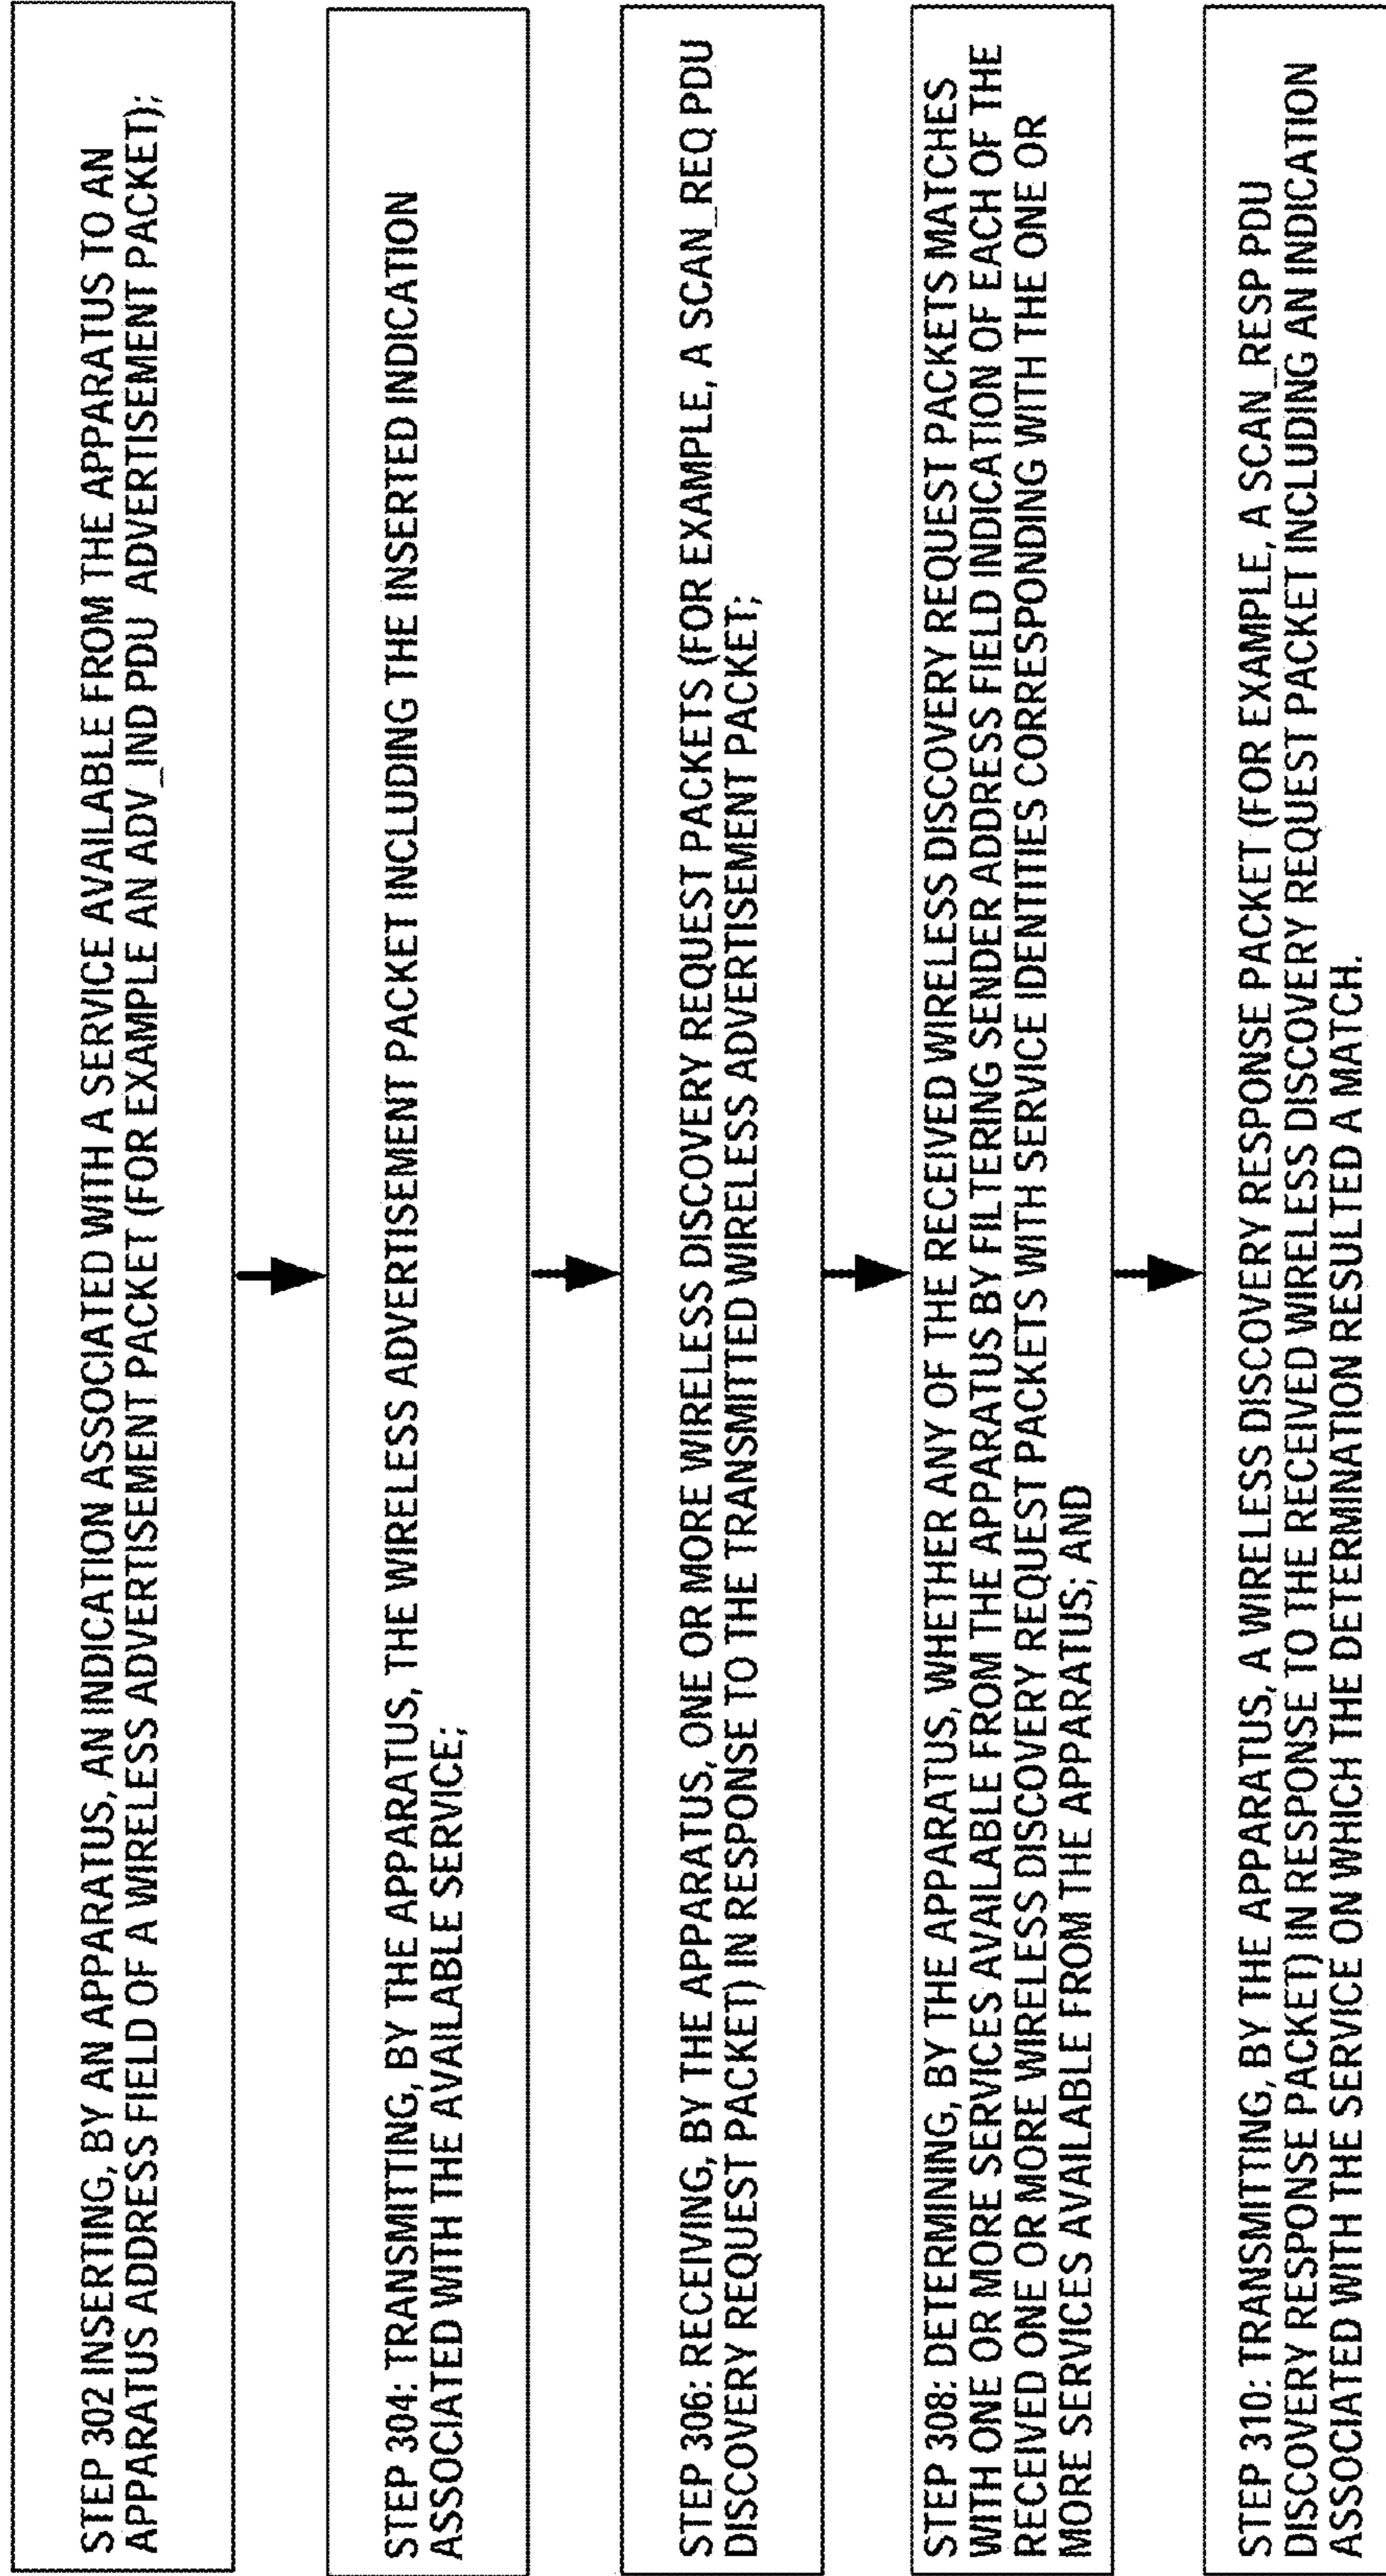 STEP 302 INSERTING, BY AN APPARATUS, AN INDICATION ASSOCIATED WITH A SERVICE AVAILABLE FROM THE APPARATUS TO AN
APPARATUS ADDRESS FIELD OF A WIRELESS ADVERTISEMENT PACKET (FOR EXAMPLE AN ADV_IND PDU ADVERTISEMENT PACKET);
STEP 304: TRANSMITTING, BY THE APPARATUS, THE WIRELESS ADVERTISEMENT PACKET INCLUDING THE INSERTED INDICATION
ASSOCIATED WITH THE AVAILABLE SERVICE;
STEP 306: RECEIVING, BY THE APPARATUS, ONE OR MORE WIRELESS DISCOVERY REQUEST PACKETS (FOR EXAMPLE, A SCAN_REQ PDU
DISCOVERY REQUEST PACKET) IN RESPONSE TO THE TRANSMITTED WIRELESS ADVERTISEMENT PACKET;
STEP 308: DETERMINING, BY THE APPARATUS, WHETHER ANY OF THE RECEIVED WIRELESS DISCOVERY REQUEST PACKETS MATCHES
WITH ONE OR MORE SERVICES AVAILABLE FROM THE APPARATUS BY FILTERING SENDER ADDRESS FIELD INDICATION OF EACH OF THE
RECEIVED ONE OR MORE WIRELESS DISCOVERY REQUEST PACKETS WITH SERVICE IDENTITIES CORRESPONDING WITH THE ONE OR
MORE SERVICES AVAILABLE FROM THE APPARATUS; AND
STEP 310: TRANSMITTING, BY THE APPARATUS, A WIRELESS DISCOVERY RESPONSE PACKET (FOR EXAMPLE, A SCAN_RESP PDU
DISCOVERY RESPONSE PACKET) IN RESPONSE TO THE RECEIVED WIRELESS DISCOVERY REQUEST PACKET INCLUDING AN INDICATION
ASSOCIATED WITH THE SERVICE ON WHICH THE DETERMINATION RESULTED A MATCH.